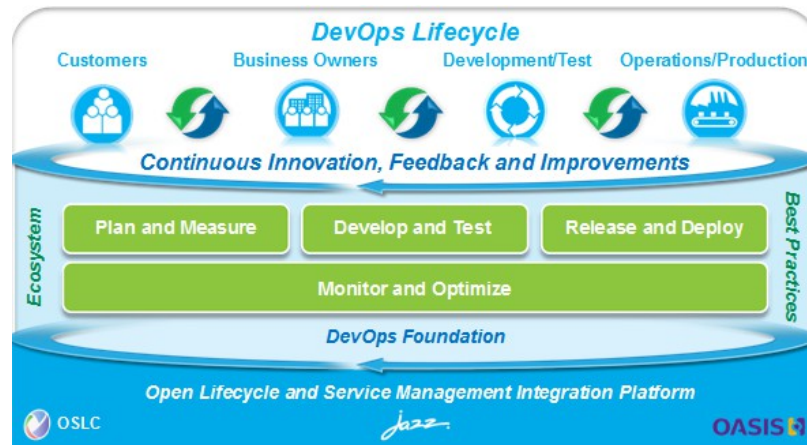 DevOps Lifecycle
Customers
Business Owners
Development/Test
Operations/Production
Continuous Innovation, Feedback and Improvements
Ecosystem
Plan and Measure
Develop and Test
Release and Deploy
Best Practices
Monitor and Optimize
DevOps Foundation
Open Lifecycle and Service Management Integration Platform
OSLC
jazz
OASIS